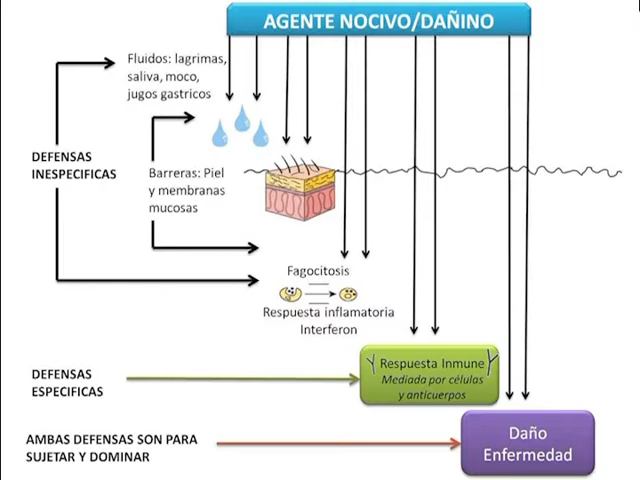 AGENTE NOCIVO/DAÑINO
Fluidos: lagrimas,
saliva, moco,
jugos gastricos
DEFENSAS
INESPECIFICAS
Barreras: Piel
y membranas
mucosas
Fagocitosis
Respuesta inflamatoria
Interferon
DEFENSAS
ESPECIFICAS
Respuesta Inmune
Mediada por células
y anticuerpos
AMBAS DEFENSAS SON PARA
SUJETAR Y DOMINAR
Daño
Enfermedad